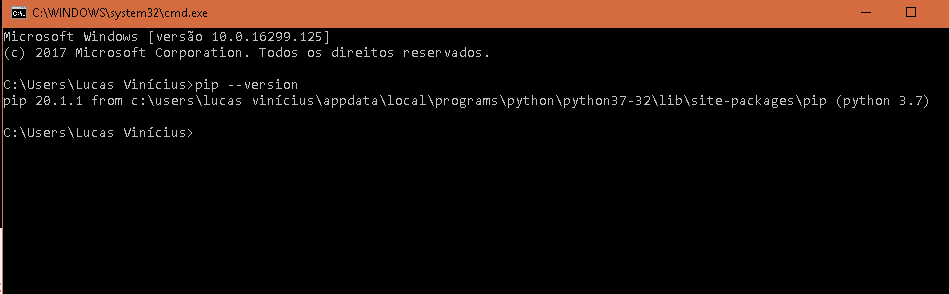 C:\WINDOWS\system32\cmd.exe
Microsoft Windows [versão 10.0.16299.125]
(c) 2017 Microsoft Corporation. Todos os direitos reservados.
C:\Users\Lucas Vinícius>pip --version
pip 20.1.1 from c:\users\lucas vinícius\appdata\local\programs\python\python37-32\lib\site-packages\pip (python 3.7)
C:\Users\Lucas Vinícius>